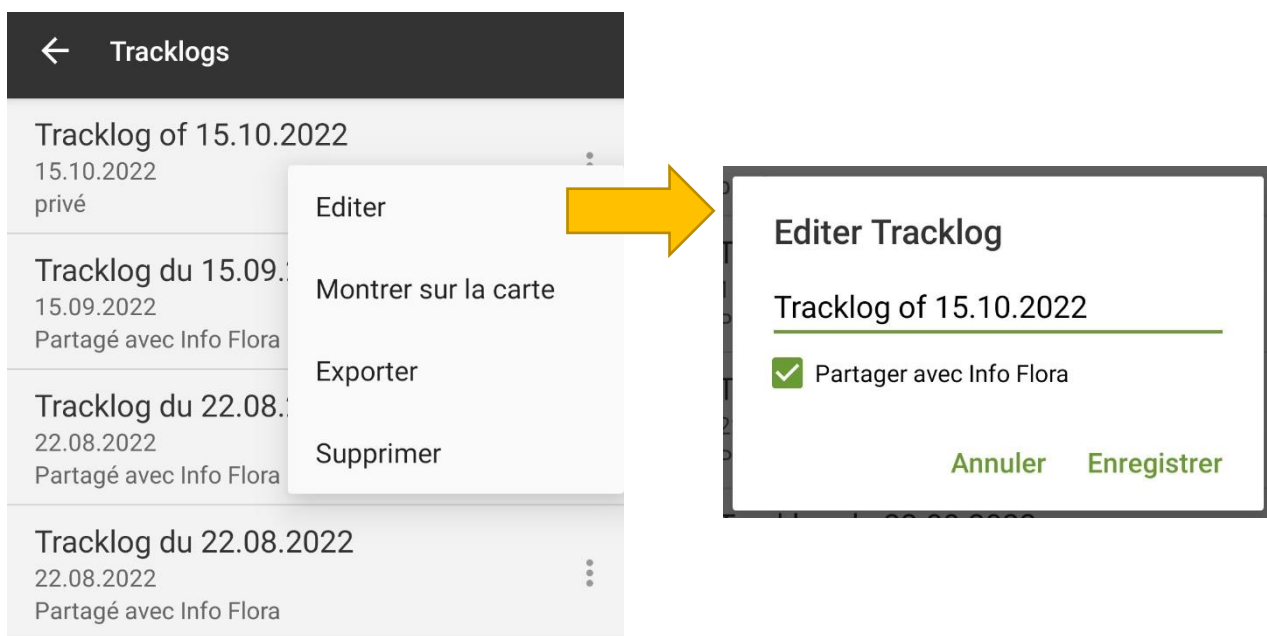 Tracklogs
Tracklog of 15.10.2022
15.10.2022
privé
Tracklog du 15.09.
15.09.2022
Partagé avec Info Flora
Tracklog du 22.08.
22.08.2022
Partagé avec Info Flora
Tracklog du 22.08.2022
22.08.2022
Partagé avec Info Flora
Editer
Montrer sur la carte
Exporter
Supprimer
Editer Tracklog
Tracklog of 15.10.2022
Partager avec Info Flora
Annuler Enregistrer